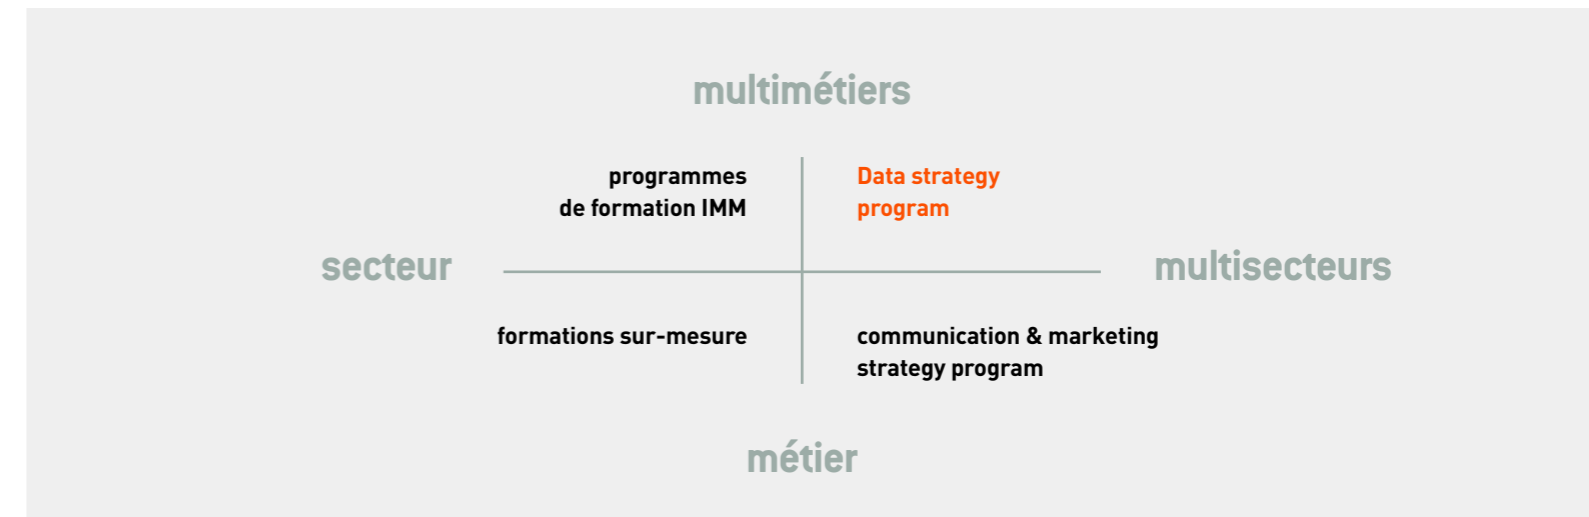 multimétiers
programmes
de formation IMM
Data strategy
program
secteur
multisecteurs
formations sur-mesure
communication & marketing
strategy program
métier